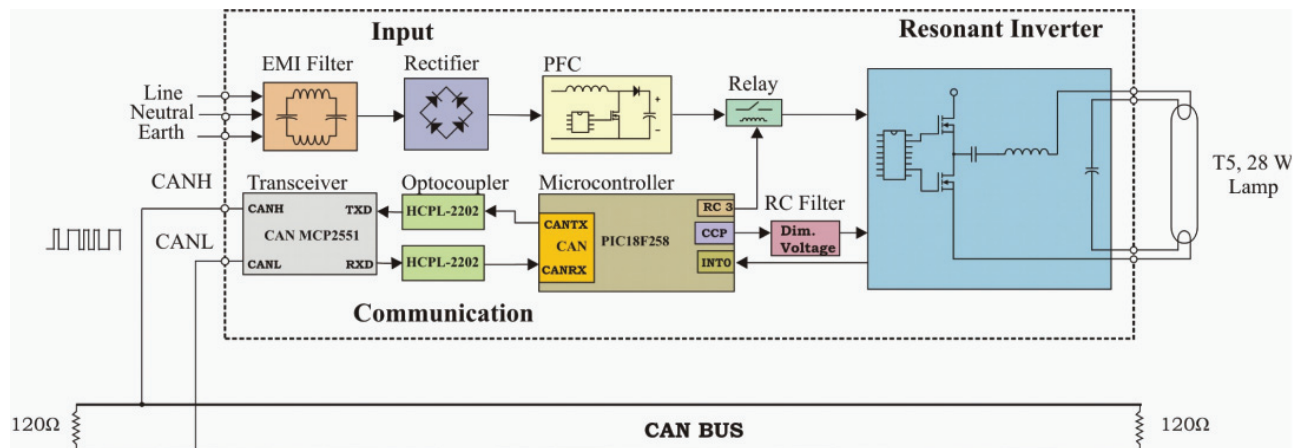 Input
Resonant Inverter
EMI Filter
Rectifier
PFC
Relay
Line
Neutral
Earth
+
−
T5, 28 W
Lamp
CANH
CANL
Transceiver
Optocoupler
Microcontroller
RC Filter
CANH
TXD
CAN MCP2551
CANL
RXD
HCPL-2202
HCPL-2202
CANTX
CAN
CANRX
PIC18F258
RC 3
CCP
INT0
Dim.
Voltage
Communication
120Ω
CAN BUS
120Ω